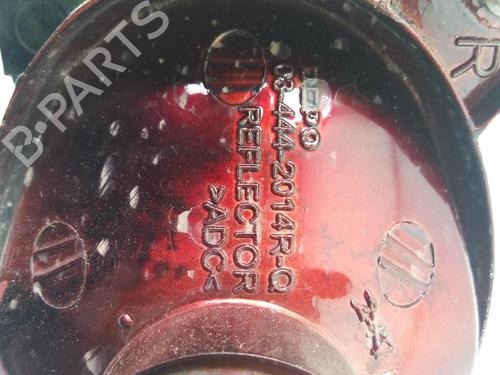 DEPO
03-444-2014R-Q
REFLECTOR
>ADC<
R
B-PARTS